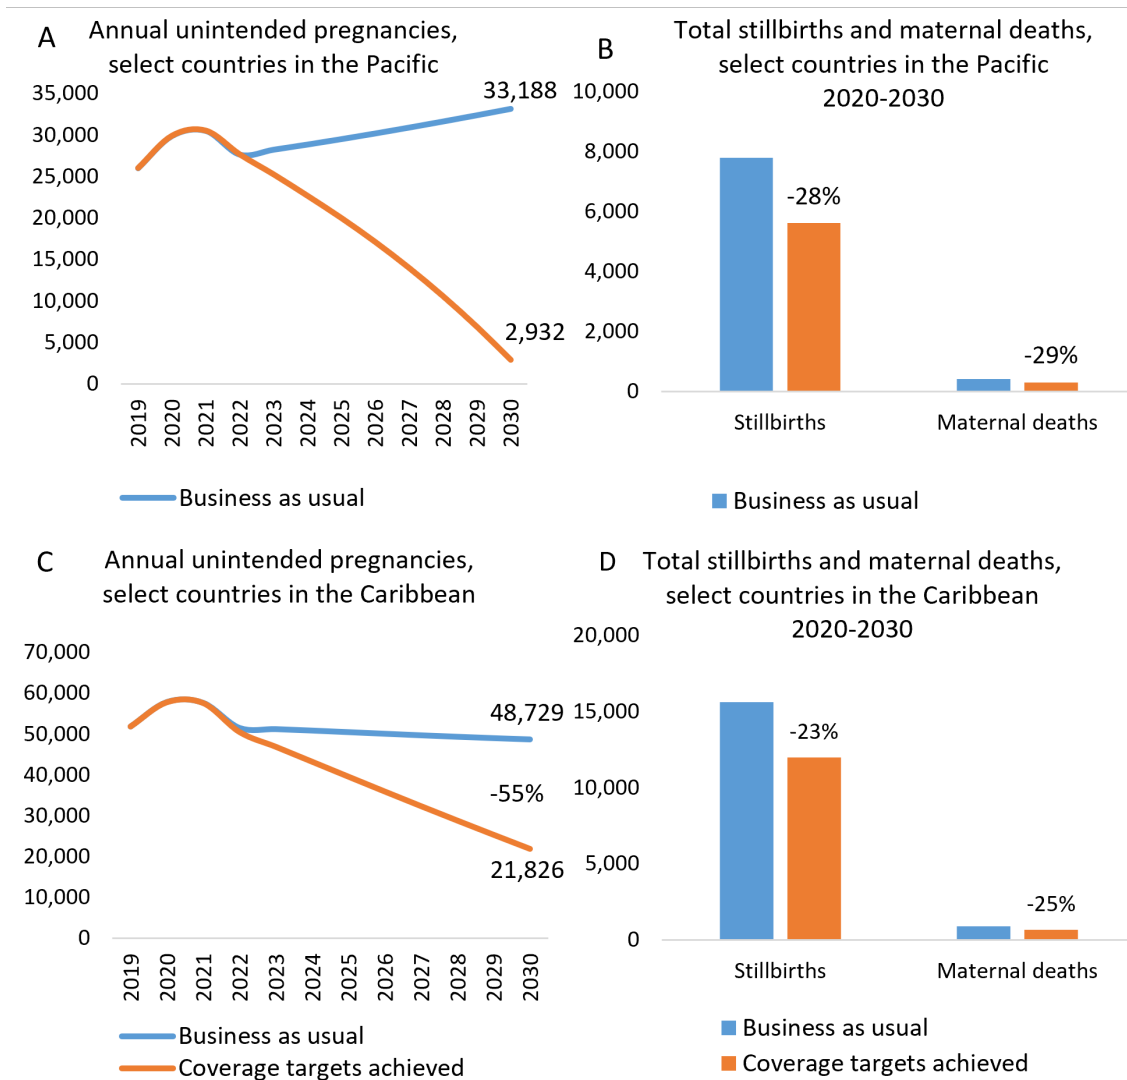 A
Annual unintended pregnancies,
select countries in the Pacific
35,000
30,000
25,000
20,000
15,000
10,000
5,000
0
33,188
2,932
2019
2020
2021
2022
2023
2024
2025
2026
2027
2028
2029
2030
Business as usual
B
Total stillbirths and maternal deaths,
select countries in the Pacific
2020-2030
10,000
8,000
6,000
4,000
2,000
0
-28%
-29%
Stillbirths
Maternal deaths
Business as usual
C
Annual unintended pregnancies,
select countries in the Caribbean
70,000
60,000
50,000
40,000
30,000
20,000
10,000
0
48,729
-55%
21,826
2019
2020
2021
2022
2023
2024
2025
2026
2027
2028
2029
2030
Business as usual
Coverage targets achieved
D
Total stillbirths and maternal deaths,
select countries in the Caribbean
2020-2030
20,000
15,000
10,000
5,000
0
-23%
-25%
Stillbirths
Maternal deaths
Business as usual
Coverage targets achieved